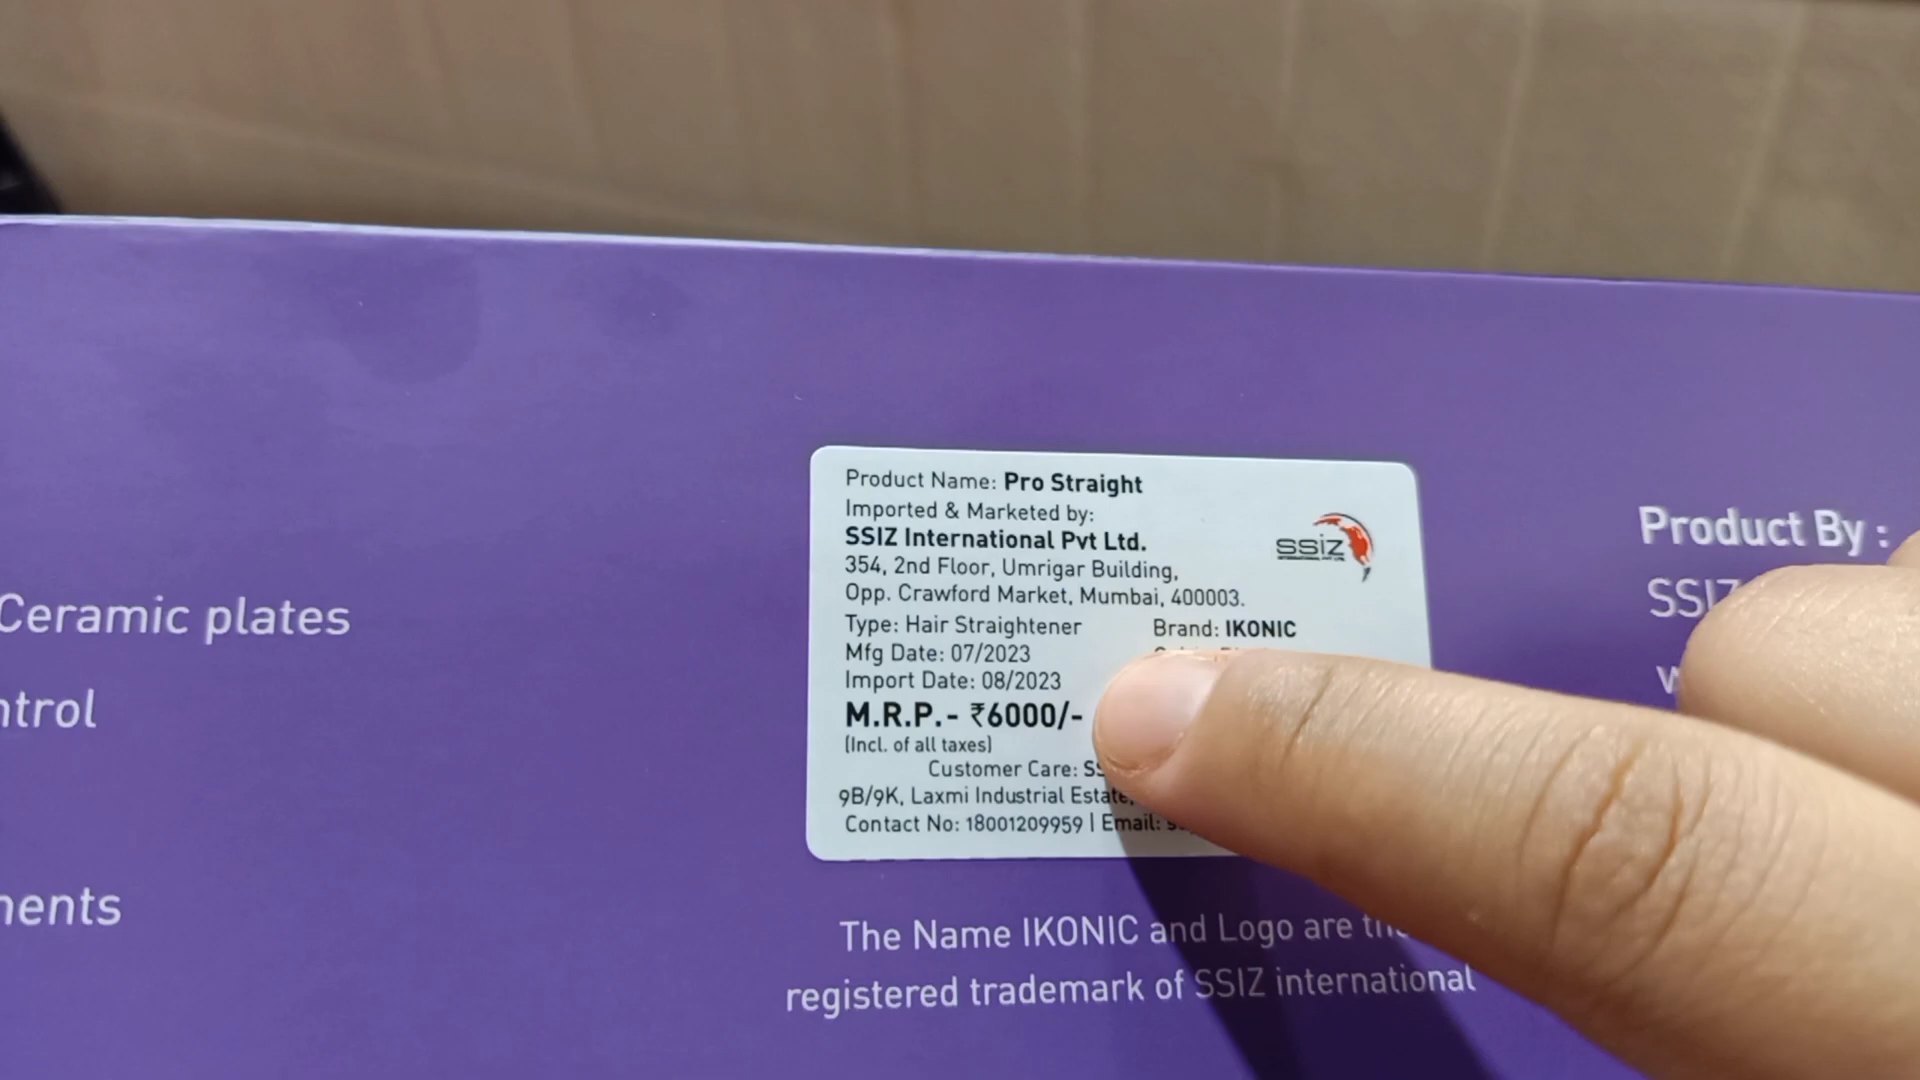 Ceramic plates
ntrol
nents
Product Name: Pro Straight
Imported & Marketed by:
SSIZ International Pvt Ltd.
354, 2nd Floor, Umrigar Building,
Opp. Crawford Market, Mumbai, 400003.
Type: Hair Straightener Brand: IKONIC
Mfg Date: 07/2023
Import Date: 08/2023
M.R.P.- ₹6000/-
(Incl. of all taxes)
Customer Care:
9B/9K, Laxmi Industrial Estate,
Contact No: 18001209959 | Email:
ssiz
The Name IKONIC and Logo are
registered trademark of SSIZ international
Product By :
SSIZ